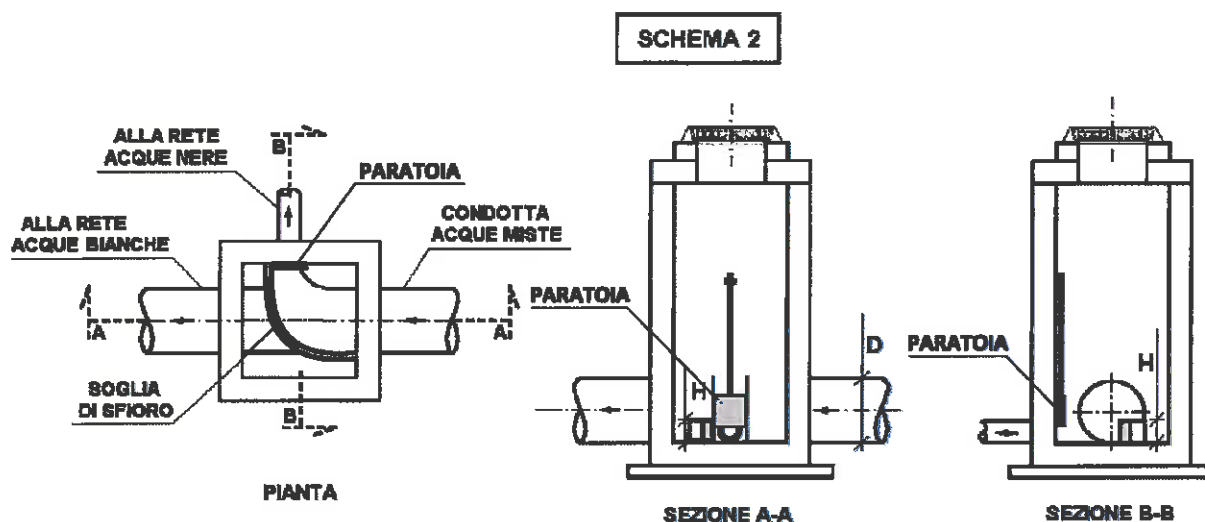 SCHEMA 2
ALLA RETE
ACQUE NERE
B
PARATOIA
ALLA RETE
ACQUE BIANCHE
CONDOTTA
ACQUE MISTE
A
A
SOGLIA
DI SFIORO
B
PIANTA
PARATOIA
H
D
SEZIONE A-A
PARATOIA
H
SEZIONE B-B